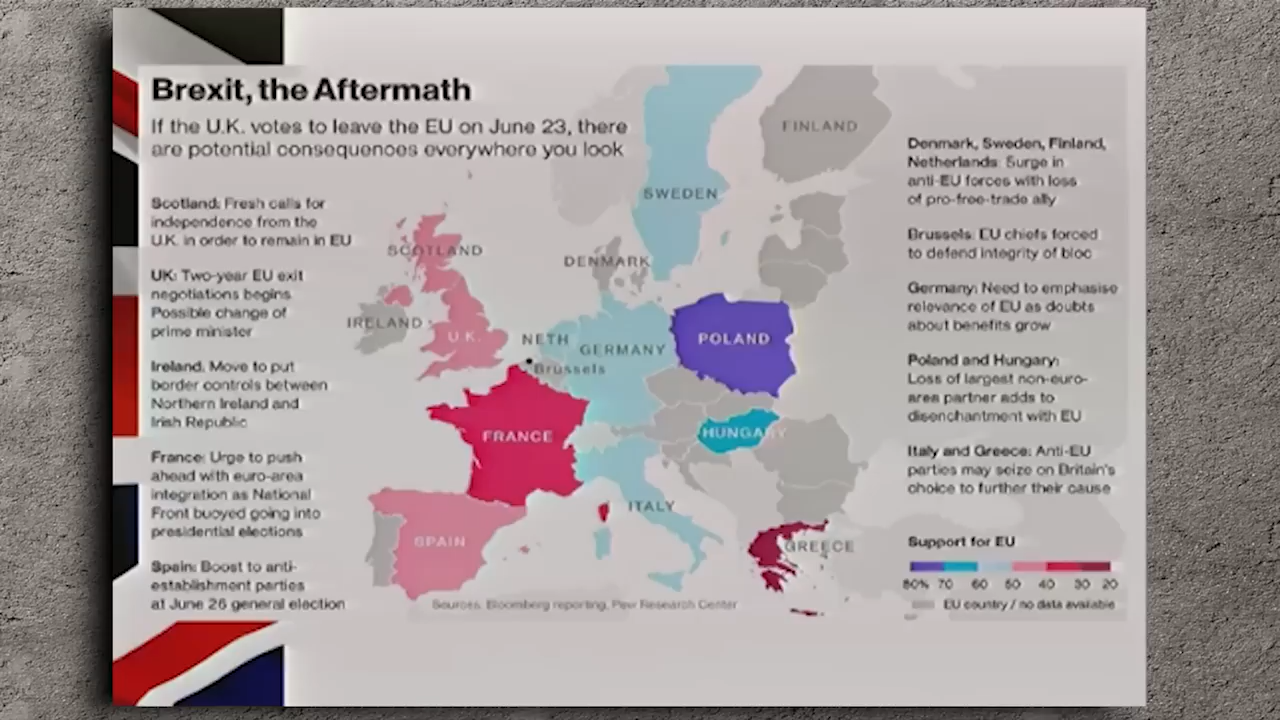 Brexit, the Aftermath
If the U.K. votes to leave the EU on June 23, there
are potential consequences everywhere you look
Scotland: Fresh calls for
independence from the
U.K. in order to remain in EU
UK: Two-year EU exit
negotiations begins
Possible change of
prime minister
Ireland: Move to put
border controls between
Northern Ireland and
Irish Republic
France: Urge to push
ahead with euro-area
integration as National
Front buoyed going into
presidential elections
Spain: Boost to anti-
establishment parties
at June 26 general election
FINLAND
SWEDEN
SCOTLAND
DENMARK
IRELAND
U.K.
NETH
GERMANY
POLAND
Brussels
FRANCE
HUNGARY
ITALY
SPAIN
GREECE
Sources: Bloomberg reporting, Pew Research Center
Denmark, Sweden, Finland,
Netherlands: Surge in
anti-EU forces with loss
of pro-free-trade ally
Brussels: EU chiefs forced
to defend integrity of bloc
Germany: Need to emphasise
relevance of EU as doubts
about benefits grow
Poland and Hungary:
Loss of largest non-euro-
area partner adds to
disenchantment with EU
Italy and Greece: Anti-EU
parties may seize on Britain's
choice to further their cause
Support for EU
80% 70 60 50 40 30 20
EU country / no data available